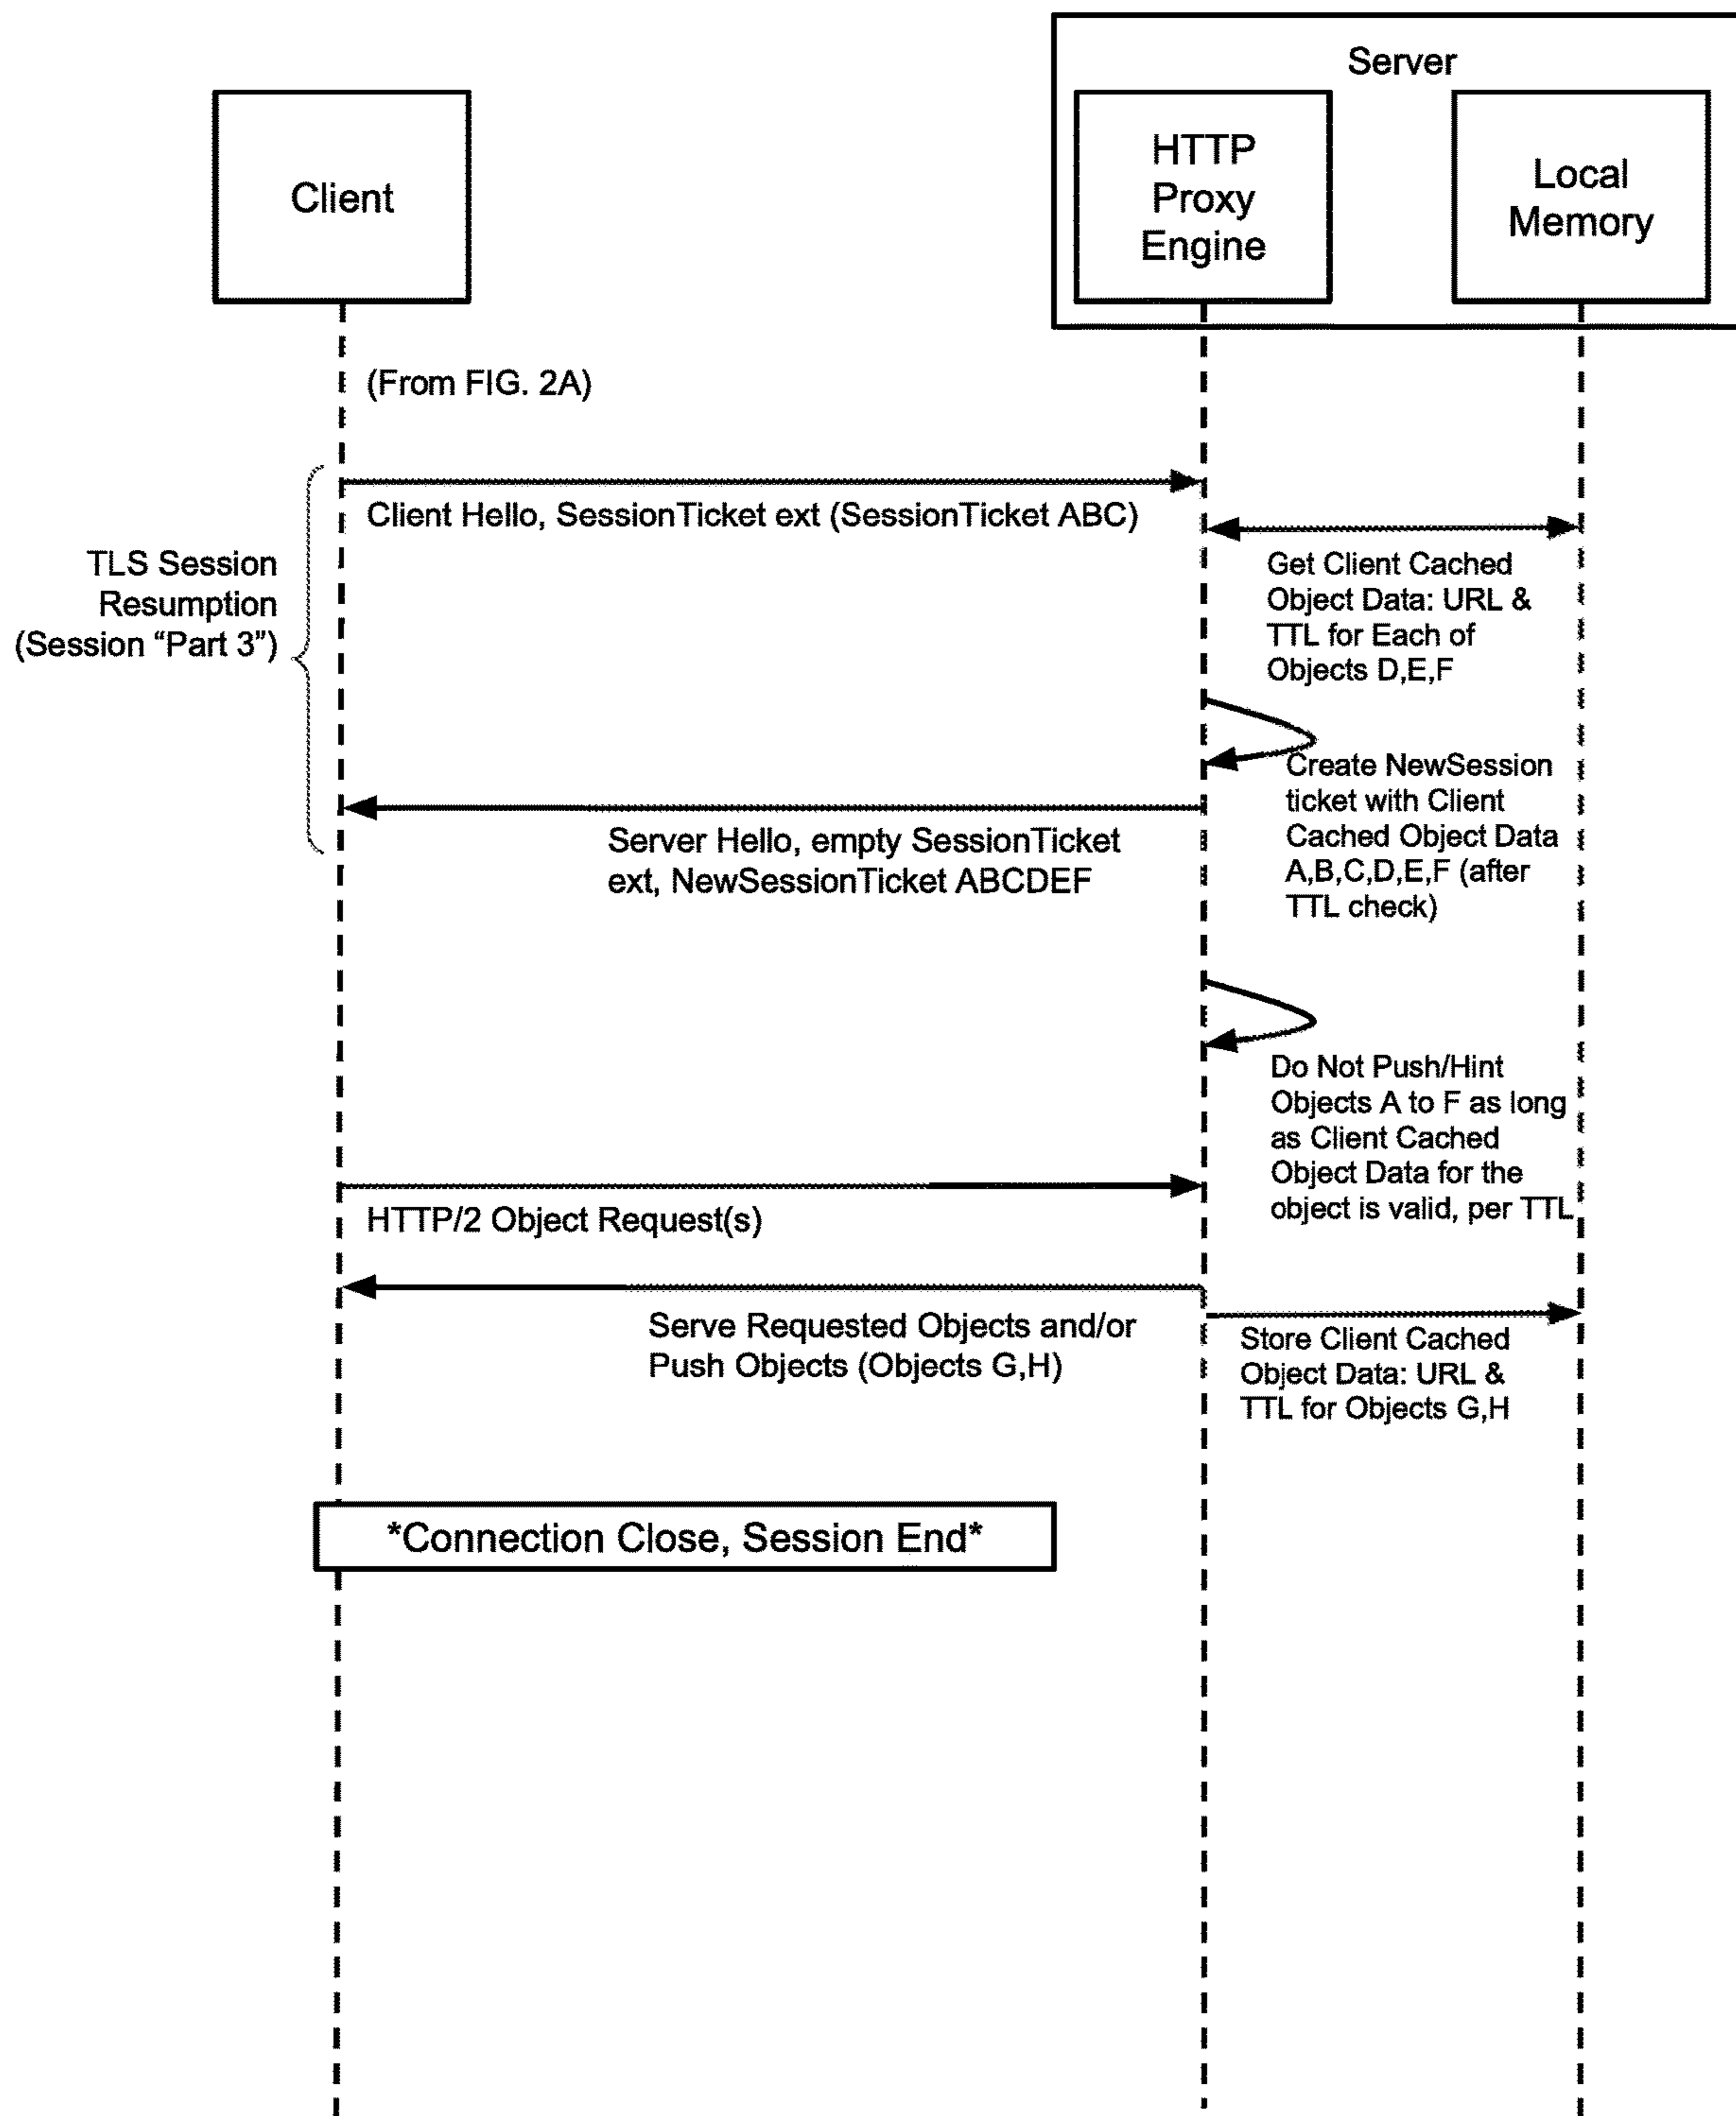 Server
Client
HTTP
Proxy
Engine
Local
Memory
(From FIG. 2A)
Client Hello, SessionTicket ext (SessionTicket ABC)
TLS Session
Resumption
(Session “Part 3”)
Get Client Cached
Object Data: URL &
TTL for Each of
Objects D,E,F
Create NewSession
ticket with Client
Cached Object Data
A,B,C,D,E,F (after
TTL check)
Server Hello, empty SessionTicket
ext, NewSessionTicket ABCDEF
Do Not Push/Hint
Objects A to F as long
as Client Cached
Object Data for the
object is valid, per TTL
HTTP/2 Object Request(s)
Serve Requested Objects and/or
Push Objects (Objects G,H)
Store Client Cached
Object Data: URL &
TTL for Objects G,H
*Connection Close, Session End*